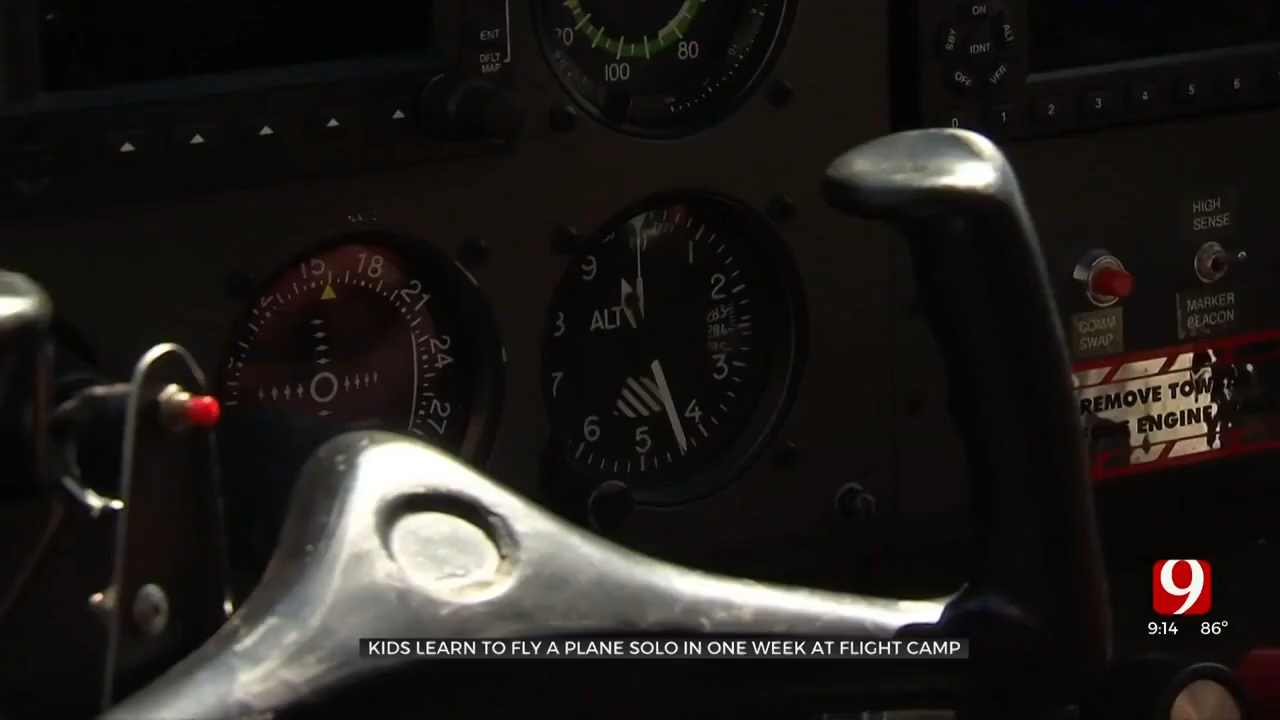 ENT
DFLT
MAP
80
100
ON
SBY
ALT
IDNT
OFF
VFR
0 1 2 3 4 5 6
15
18
21
24
27
9
1
2
ALT
3
7
4
6
5
HIGH
SENSE
COMM
SWAP
MARKER
BEACON
REMOVE TOW
ENGINE
9
9:14 86°
KIDS LEARN TO FLY A PLANE SOLO IN ONE WEEK AT FLIGHT CAMP